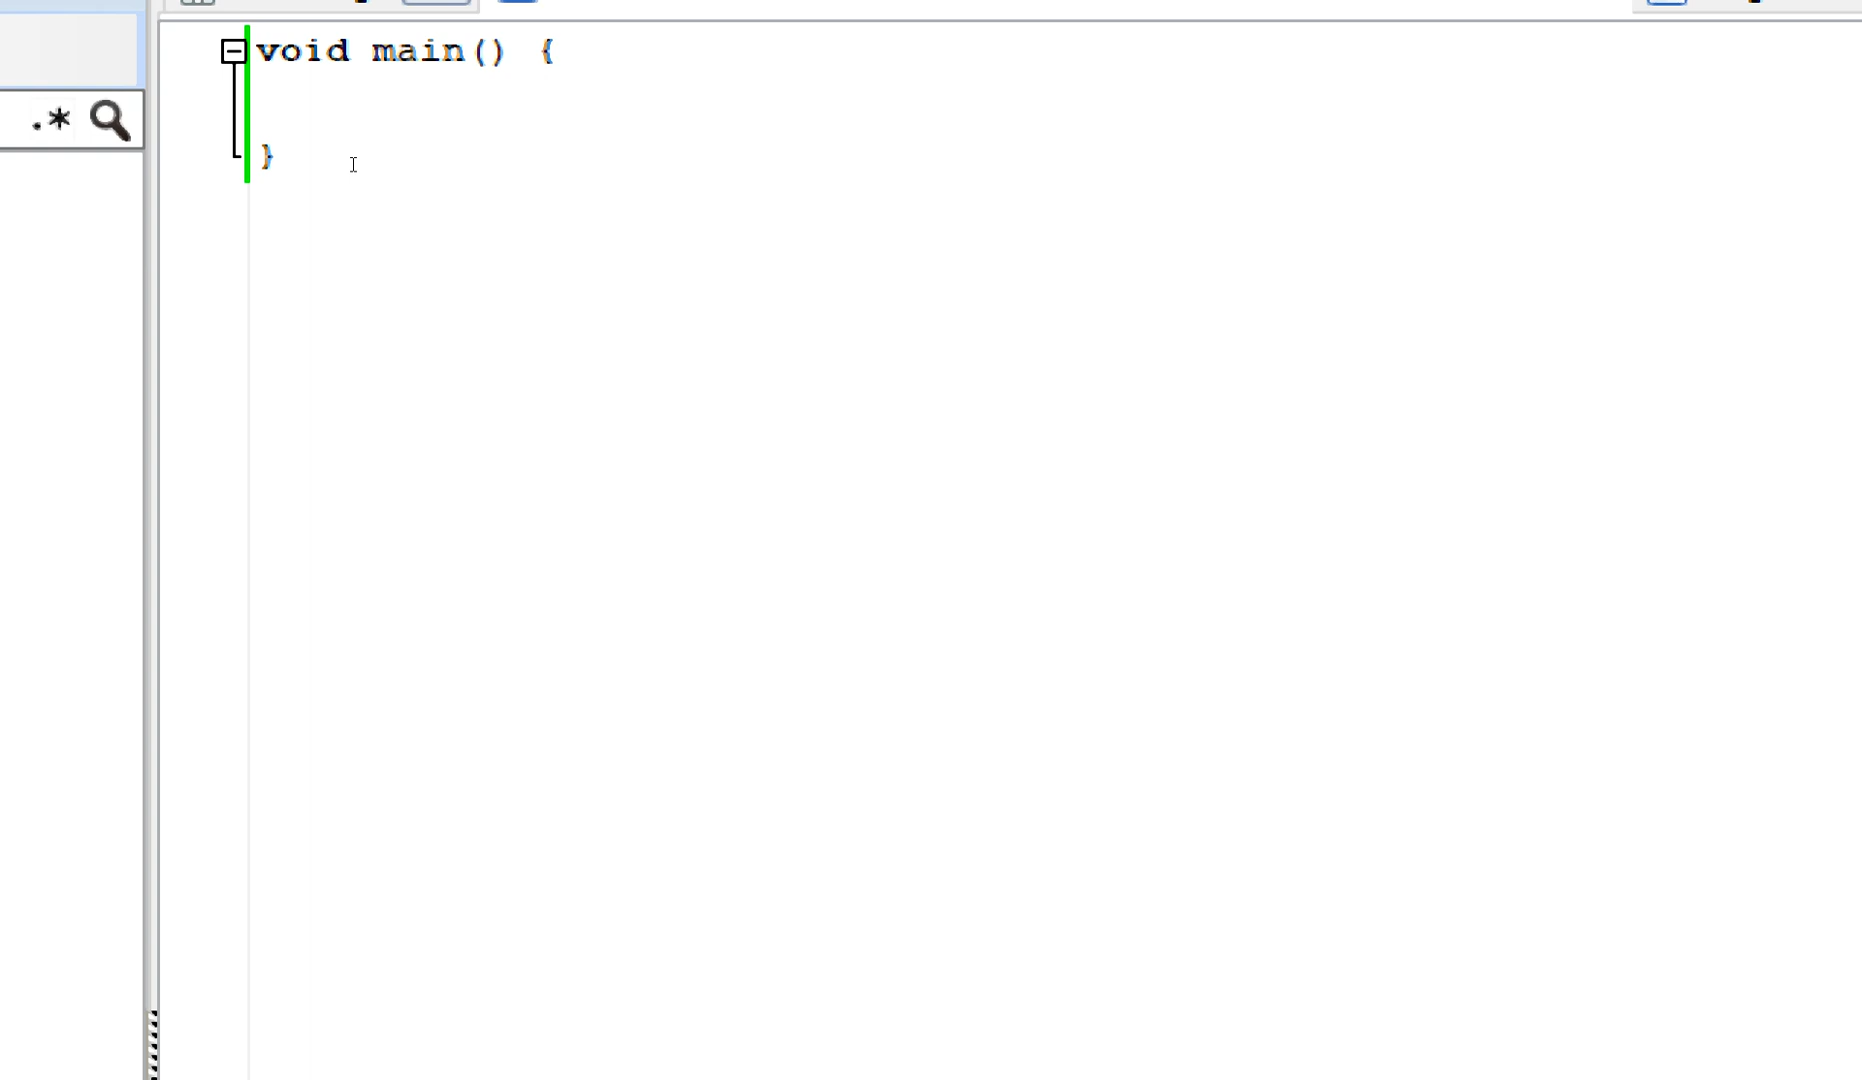 void main() {
.*
}